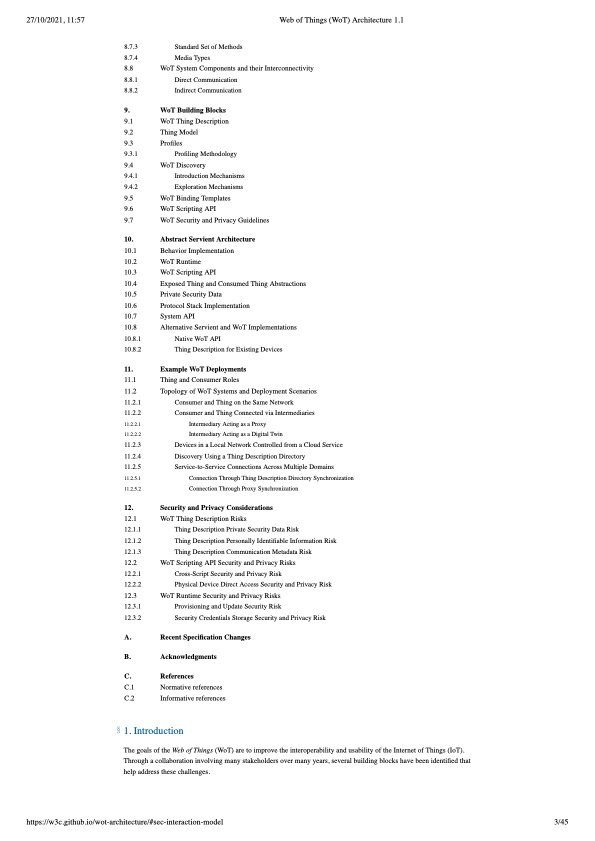 27/10/2021, 11:57 Web of Things (WoT) Architecture 1.1
8.7.3 Standard Set of Methods
8.7.4 Media Types
8.8 WoT System Components and their Interconnectivity
8.8.1 Direct Communication
8.8.2 Indirect Communication
9. WoT Building Blocks
9.1 WoT Thing Description
9.2 Thing Model
9.3 Profiles
9.3.1 Profiling Methodology
9.4 WoT Discovery
9.4.1 Introduction Mechanisms
9.4.2 Exploration Mechanisms
9.5 WoT Binding Templates
9.6 WoT Scripting API
9.7 WoT Security and Privacy Guidelines
10. Abstract Servient Architecture
10.1 Behavior Implementation
10.2 WoT Runtime
10.3 WoT Scripting API
10.4 Exposed Thing and Consumed Thing Abstractions
10.5 Private Security Data
10.6 Protocol Stack Implementation
10.7 System API
10.8 Alternative Servient and WoT Implementations
10.8.1 Native WoT API
10.8.2 Thing Description for Existing Devices
11. Example WoT Deployments
11.1 Thing and Consumer Roles
11.2 Topology of WoT Systems and Deployment Scenarios
11.2.1 Consumer and Thing on the Same Network
11.2.2 Consumer and Thing Connected via Intermediaries
11.2.2.1 Intermediary Acting as a Proxy
11.2.2.2 Intermediary Acting as a Digital Twin
11.2.3 Devices in a Local Network Controlled from a Cloud Service
11.2.4 Discovery Using a Thing Description Directory
11.2.5 Service-to-Service Connections Across Multiple Domains
11.2.5.1 Connection Through Thing Description Directory Synchronization
11.2.5.2 Connection Through Proxy Synchronization
12. Security and Privacy Considerations
12.1 WoT Thing Description Risks
12.1.1 Thing Description Private Security Data Risk
12.1.2 Thing Description Personally Identifiable Information Risk
12.1.3 Thing Description Communication Metadata Risk
12.2 WoT Scripting API Security and Privacy Risks
12.2.1 Cross-Script Security and Privacy Risk
12.2.2 Physical Device Direct Access Security and Privacy Risk
12.3 WoT Runtime Security and Privacy Risks
12.3.1 Provisioning and Update Security Risk
12.3.2 Security Credentials Storage Security and Privacy Risk
A. Recent Specification Changes
B. Acknowledgments
C. References
C.1 Normative references
C.2 Informative references
§ 1. Introduction
The goals of the Web of Things (WoT) are to improve the interoperability and usability of the Internet of Things (IoT).
Through a collaboration involving many stakeholders over many years, several building blocks have been identified that
help address these challenges.
https://w3c.github.io/wot-architecture/#sec-interaction-model 3/45